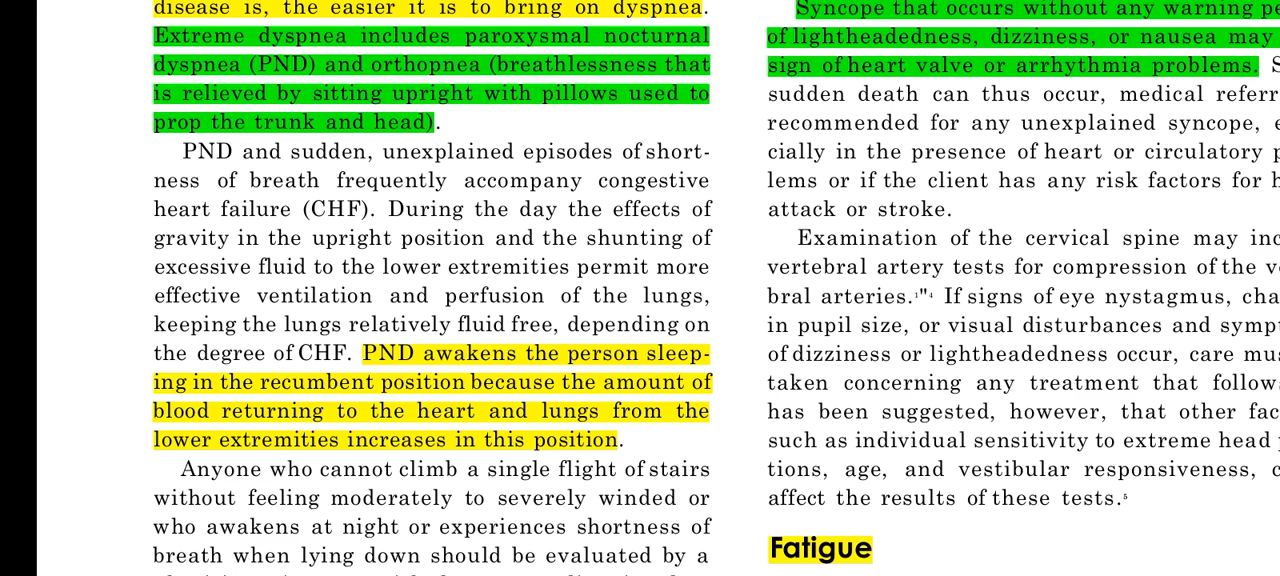 disease is, the easier it is to bring on dyspnea.
Extreme dyspnea includes paroxysmal nocturnal
dyspnea (PND) and orthopnea (breathlessness that
is relieved by sitting upright with pillows used to
prop the trunk and head).
PND and sudden, unexplained episodes of short-
ness of breath frequently accompany congestive
heart failure (CHF). During the day the effects of
gravity in the upright position and the shunting of
excessive fluid to the lower extremities permit more
effective ventilation and perfusion of the lungs,
keeping the lungs relatively fluid free, depending on
the degree of CHF. PND awakens the person sleep-
ing in the recumbent position because the amount of
blood returning to the heart and lungs from the
lower extremities increases in this position.
Anyone who cannot climb a single flight of stairs
without feeling moderately to severely winded or
who awakens at night or experiences shortness of
breath when lying down should be evaluated by a
Syncope that occurs without any warning pe
of lightheadedness, dizziness, or nausea may
sign of heart valve or arrhythmia problems. S
sudden death can thus occur, medical referr
recommended for any unexplained syncope, e
cially in the presence of heart or circulatory p
lems or if the client has any risk factors for h
attack or stroke.
Examination of the cervical spine may inc
vertebral artery tests for compression of the ve
bral arteries.¹"⁴ If signs of eye nystagmus, cha
in pupil size, or visual disturbances and sympt
of dizziness or lightheadedness occur, care mus
taken concerning any treatment that follows
has been suggested, however, that other fac
such as individual sensitivity to extreme head p
tions, age, and vestibular responsiveness, c
affect the results of these tests.⁵
Fatigue